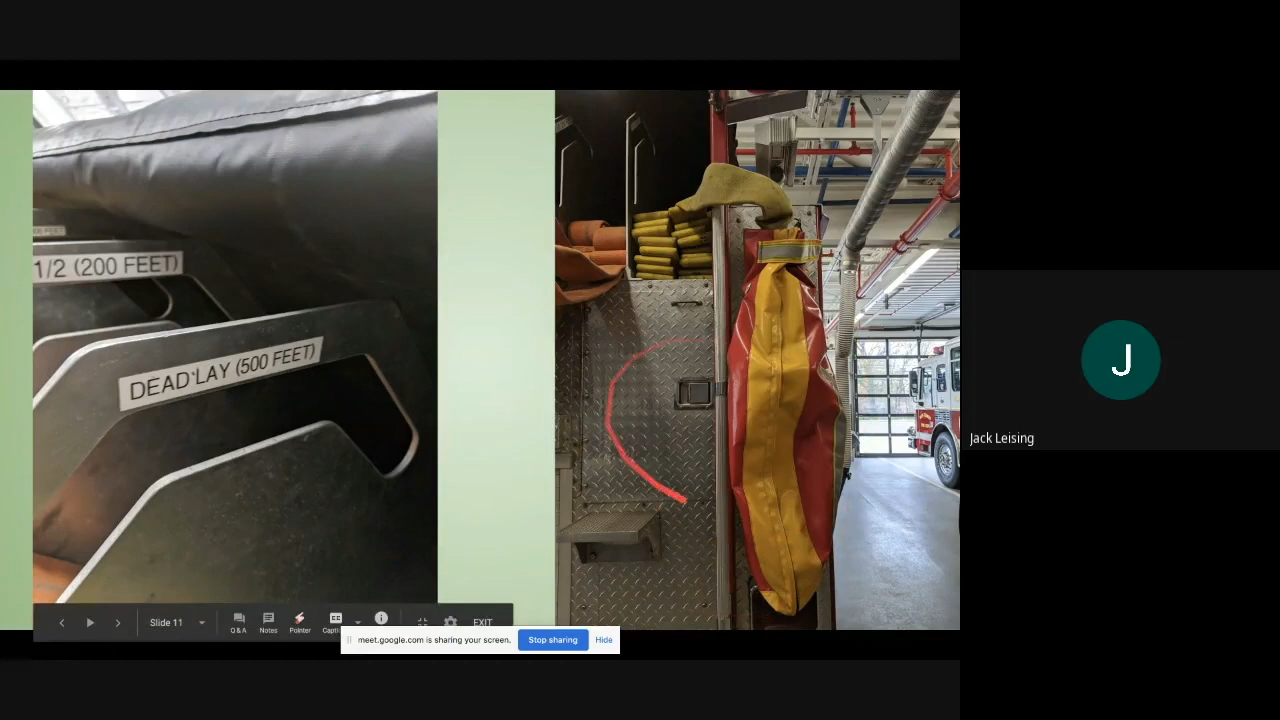 1/2 (200 FEET)
DEAD'LAY (500 FEET)
Slide 11
Q & A
Notes
Pointer
EXIT
meet.google.com is sharing your screen.
Stop sharing
Hide
J
Jack Leising